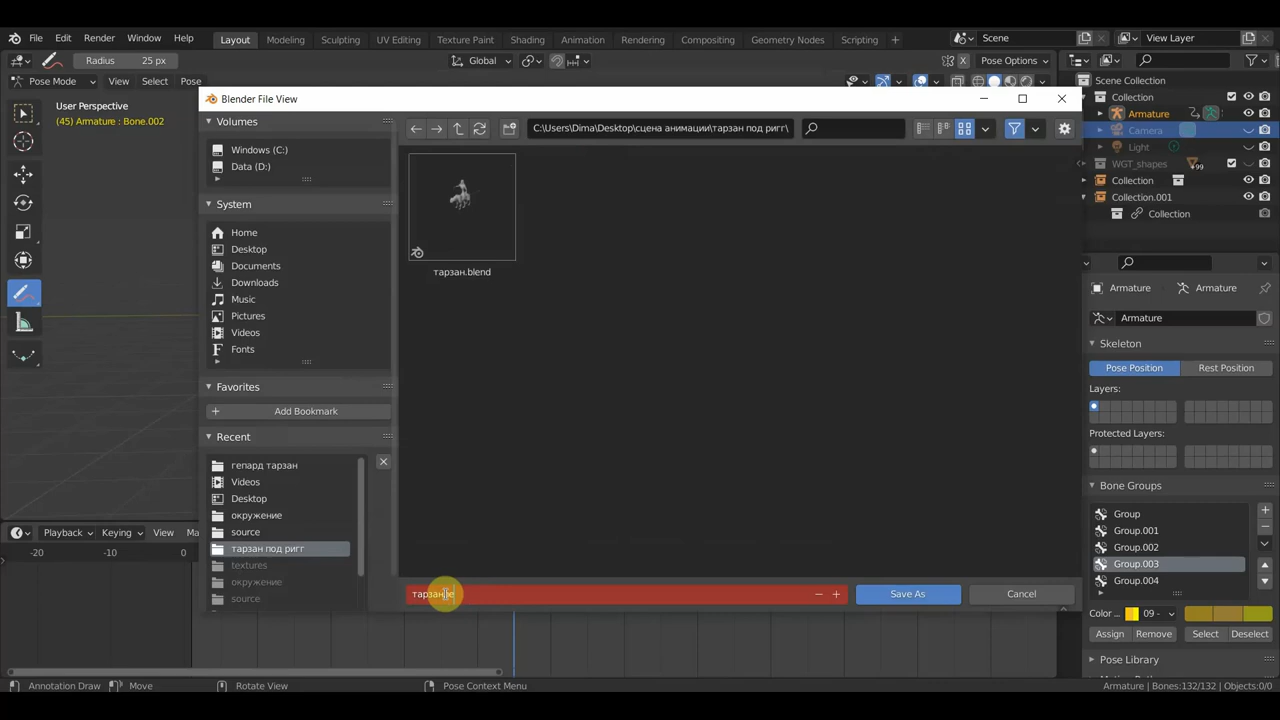 File Edit Render Window Help Layout Modeling Sculpting UV Editing Texture Paint Shading Animation Rendering Compositing Geometry Nodes Scripting Scene View Layer
Radius 25 px Global Pose Options
Pose Mode View Select Pose
User Perspective
(45) Armature : Bone.002
Blender File View
Volumes
Windows (C:)
Data (D:)
System
Home
Desktop
Documents
Downloads
Music
Pictures
Videos
Fonts
Favorites
Add Bookmark
Recent
гепард тарзан
Videos
Desktop
окружение
source
тарзан под ригг
textures
окружение
source
C:\Users\Dima\Desktop\сцена анимации\тарзан под ригг\
тарзан.blend
Save As
Cancel
Scene Collection
Collection
Armature
Camera
Light
WGT_shapes
Collection
Collection.001
Collection
Armature Armature
Armature
Skeleton
Pose Position Rest Position
Layers:
Protected Layers:
Bone Groups
Group
Group.001
Group.002
Group.003
Group.004
Color ... 09 -
Assign Remove Select Deselect
Pose Library
Playback Keying View
-20 -10 0
Annotation Draw Move Rotate View Pose Context Menu Armature | Bones:132/132 | Objects:0/0